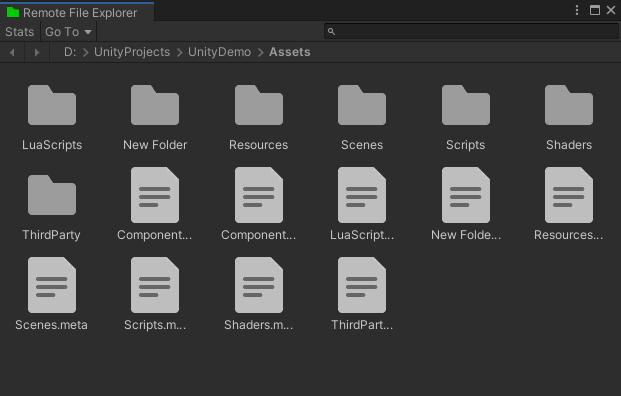 Remote File Explorer
Stats Go To
D: UnityProjects UnityDemo Assets
LuaScripts New Folder Resources Scenes Scripts Shaders
ThirdParty Component... Component... LuaScript... New Folde... Resources...
Scenes.meta Scripts.m... Shaders.m... ThirdPart...